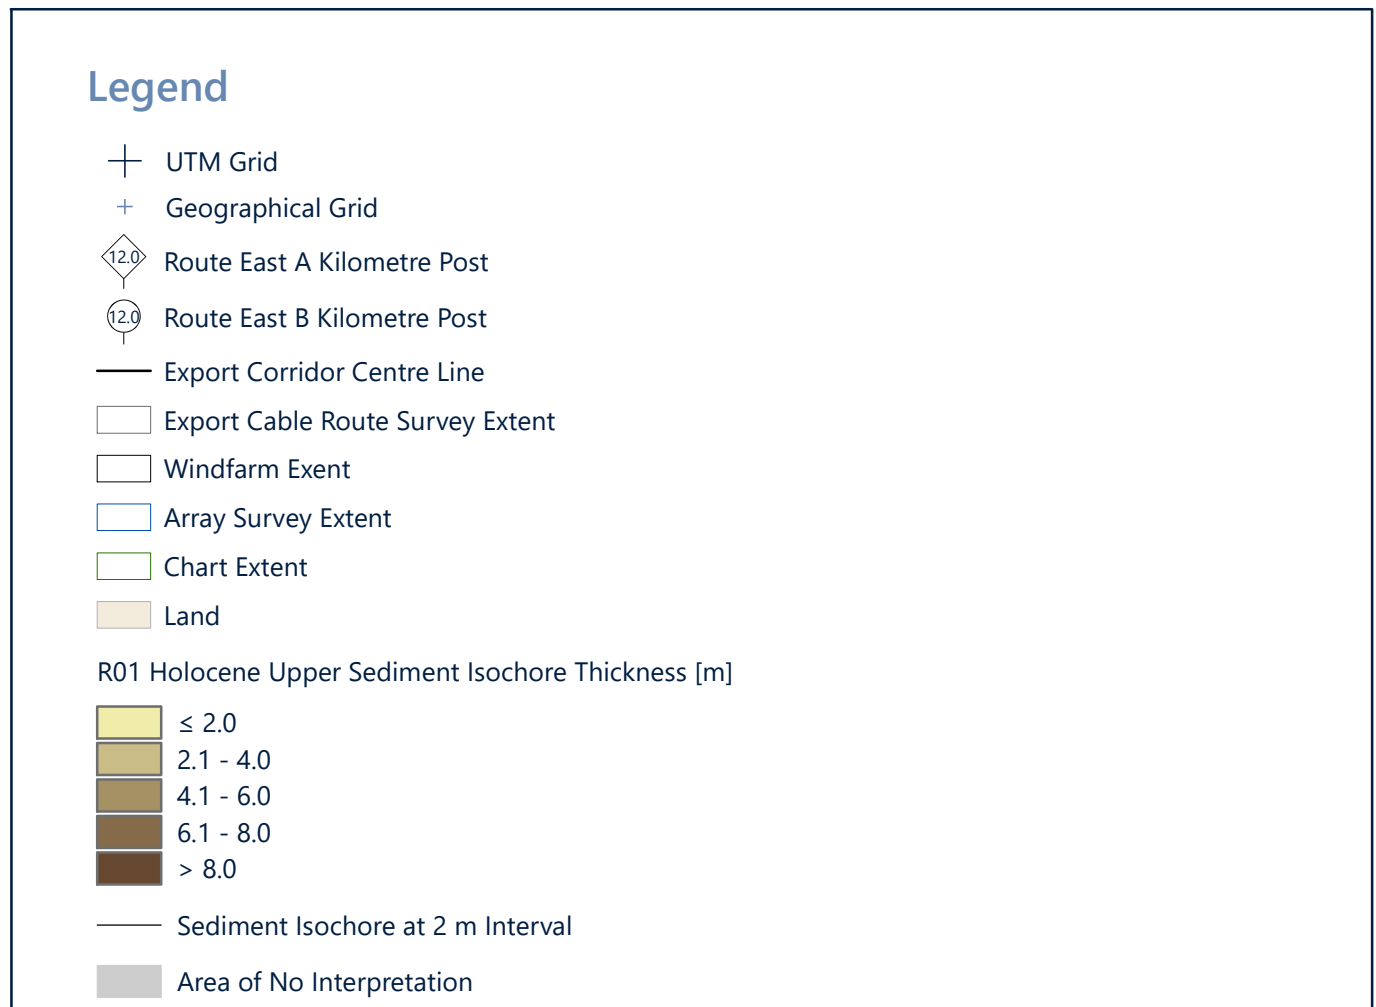 Legend
UTM Grid
Geographical Grid
12.0 Route East A Kilometre Post
12.0 Route East B Kilometre Post
Export Corridor Centre Line
Export Cable Route Survey Extent
Windfarm Exent
Array Survey Extent
Chart Extent
Land
R01 Holocene Upper Sediment Isochore Thickness [m]
≤ 2.0
2.1 - 4.0
4.1 - 6.0
6.1 - 8.0
> 8.0
Sediment Isochore at 2 m Interval
Area of No Interpretation